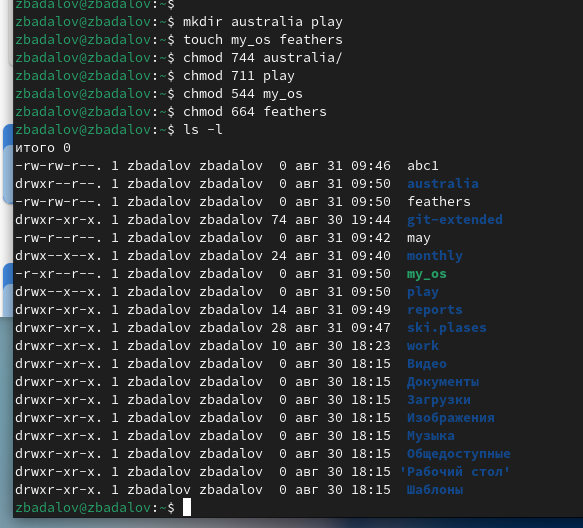 zbadalov@zbadalov:~$
zbadalov@zbadalov:~$ mkdir australia play
zbadalov@zbadalov:~$ touch my_os feathers
zbadalov@zbadalov:~$ chmod 744 australia/
zbadalov@zbadalov:~$ chmod 711 play
zbadalov@zbadalov:~$ chmod 544 my_os
zbadalov@zbadalov:~$ chmod 664 feathers
zbadalov@zbadalov:~$ ls -l
итого 0
-rw-rw-r--. 1 zbadalov zbadalov  0 авг 31 09:46  abc1
drwxr--r--. 1 zbadalov zbadalov  0 авг 31 09:50  australia
-rw-rw-r--. 1 zbadalov zbadalov  0 авг 31 09:50  feathers
drwxr-xr-x. 1 zbadalov zbadalov 74 авг 30 19:44  git-extended
-rw-r--r--. 1 zbadalov zbadalov  0 авг 31 09:42  may
drwx--x--x. 1 zbadalov zbadalov 24 авг 31 09:40  monthly
-r-xr--r--. 1 zbadalov zbadalov  0 авг 31 09:50  my_os
drwx--x--x. 1 zbadalov zbadalov  0 авг 31 09:50  play
drwxr-xr-x. 1 zbadalov zbadalov 14 авг 31 09:49  reports
drwxr-xr-x. 1 zbadalov zbadalov 28 авг 31 09:47  ski.plases
drwxr-xr-x. 1 zbadalov zbadalov 10 авг 30 18:23  work
drwxr-xr-x. 1 zbadalov zbadalov  0 авг 30 18:15  Видео
drwxr-xr-x. 1 zbadalov zbadalov  0 авг 30 18:15  Документы
drwxr-xr-x. 1 zbadalov zbadalov  0 авг 30 18:15  Загрузки
drwxr-xr-x. 1 zbadalov zbadalov  0 авг 30 18:15  Изображения
drwxr-xr-x. 1 zbadalov zbadalov  0 авг 30 18:15  Музыка
drwxr-xr-x. 1 zbadalov zbadalov  0 авг 30 18:15  Общедоступные
drwxr-xr-x. 1 zbadalov zbadalov  0 авг 30 18:15 'Рабочий стол'
drwxr-xr-x. 1 zbadalov zbadalov  0 авг 30 18:15  Шаблоны
zbadalov@zbadalov:~$